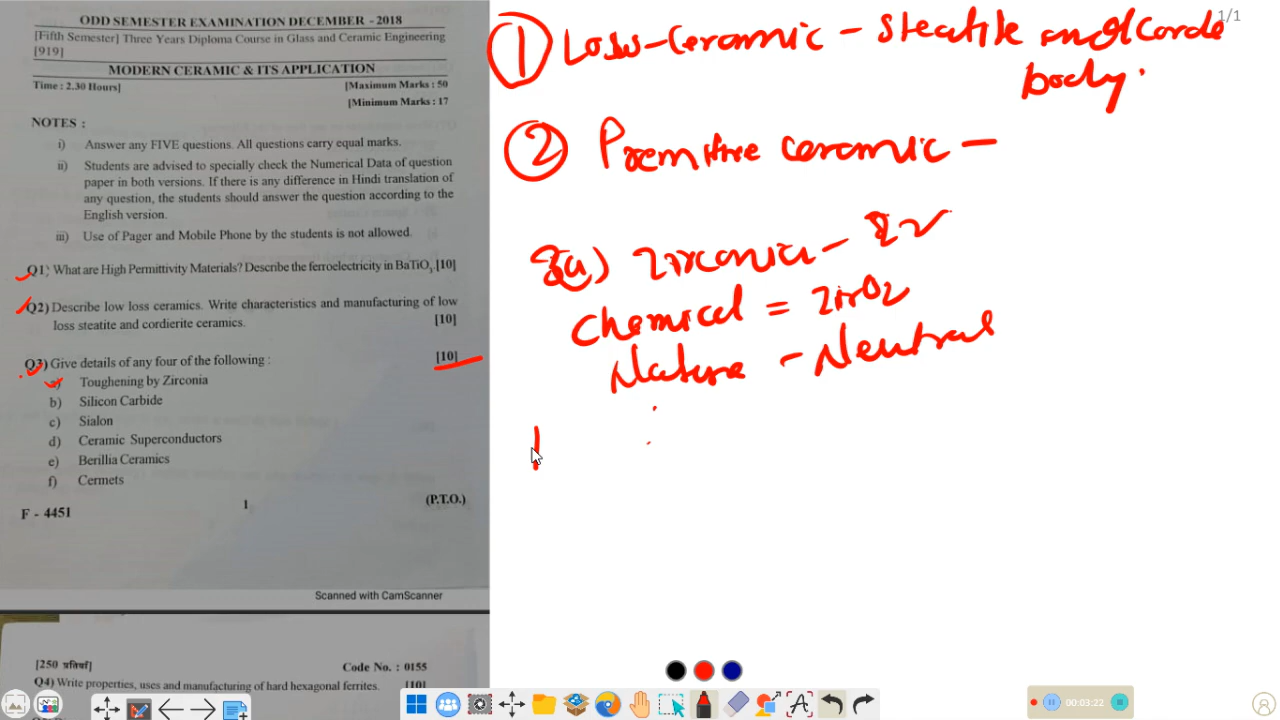 ODD SEMESTER EXAMINATION DECEMBER - 2018
[Fifth Semester] Three Years Diploma Course in Glass and Ceramic Engineering
[919]
MODERN CERAMIC & ITS APPLICATION
Time : 2.30 Hours] [Maximum Marks : 50
[Minimum Marks : 17
NOTES :
i) Answer any FIVE questions. All questions carry equal marks.
ii) Students are advised to specially check the Numerical Data of question
paper in both versions. If there is any difference in Hindi translation of
any question, the students should answer the question according to the
English version.
iii) Use of Pager and Mobile Phone by the students is not allowed.
Q1) What are High Permittivity Materials? Describe the ferroelectricity in BaTiO₃. [10]
Q2) Describe low loss ceramics. Write characteristics and manufacturing of low
loss steatite and cordierite ceramics. [10]
Q3) Give details of any four of the following : [10]
a) Toughening by Zirconia
b) Silicon Carbide
c) Sialon
d) Ceramic Superconductors
e) Berillia Ceramics
f) Cermets
1 (P.T.O.)
F - 4451
Scanned with CamScanner
[250 प्रतियाँ] Code No. : 0155
Q4) Write properties, uses and manufacturing of hard hexagonal ferrites. [10]
1/1
① Loss-Ceramic - Steatite and Corde
body.
② Premitive ceramic -
(a) Zirconia - Zr
Chemical = ZirO2
Nature - Neutral
00:03:22